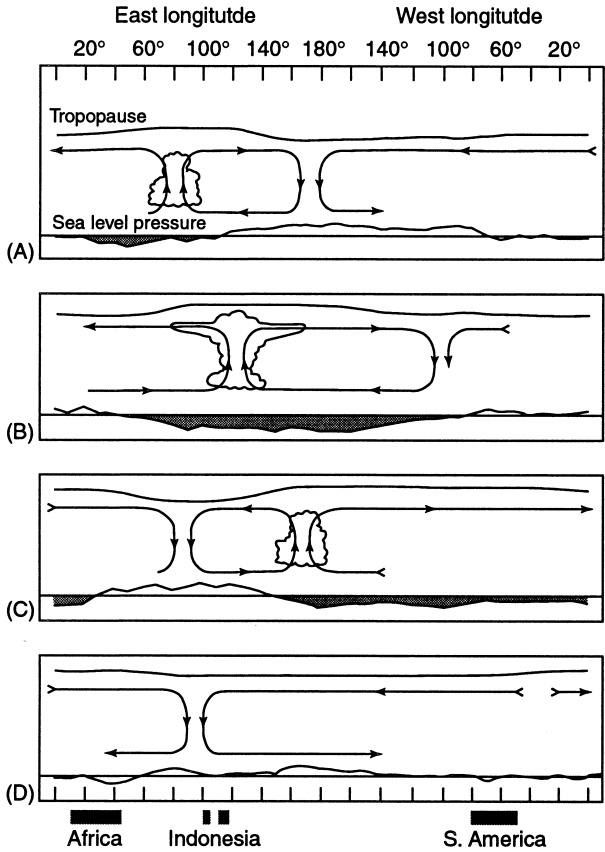 East longitutde West longitutde
20° 60° 100° 140° 180° 140° 100° 60° 20°
Tropopause
Sea level pressure
(A)
(B)
(C)
(D)
Africa Indonesia S. America